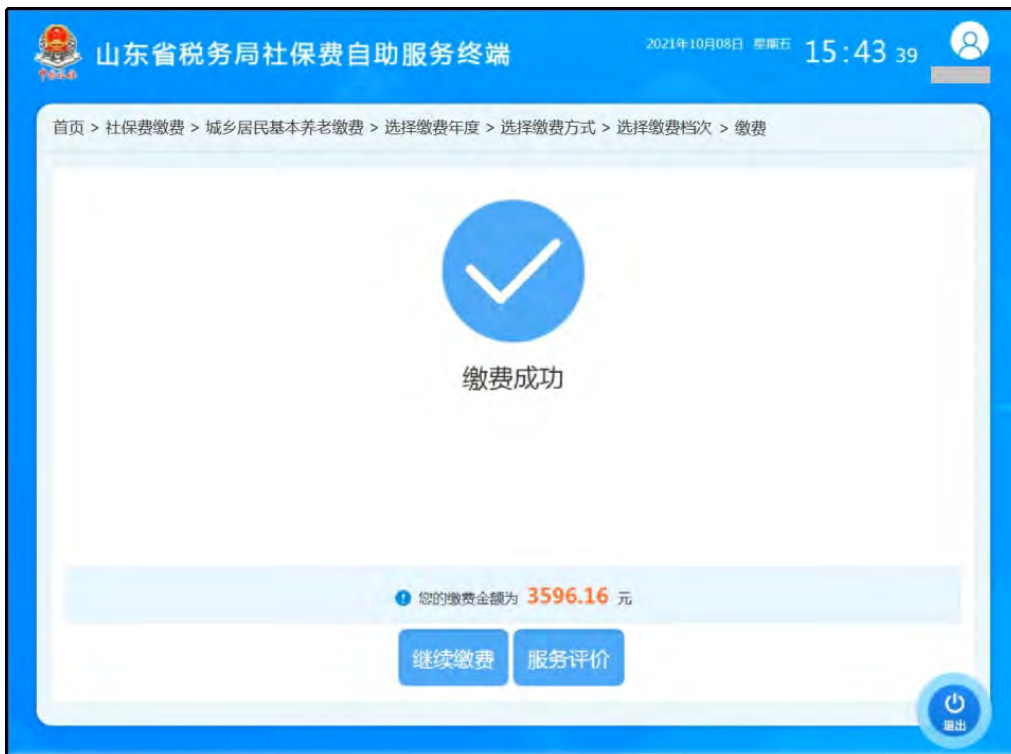 山东省税务局社保费自助服务终端
2021年10月08日 星期五 15:43 39
首页 > 社保费缴费 > 城乡居民基本养老缴费 > 选择缴费年度 > 选择缴费方式 > 选择缴费档次 > 缴费
缴费成功
您的缴费金额为 3596.16 元
继续缴费 服务评价
退出